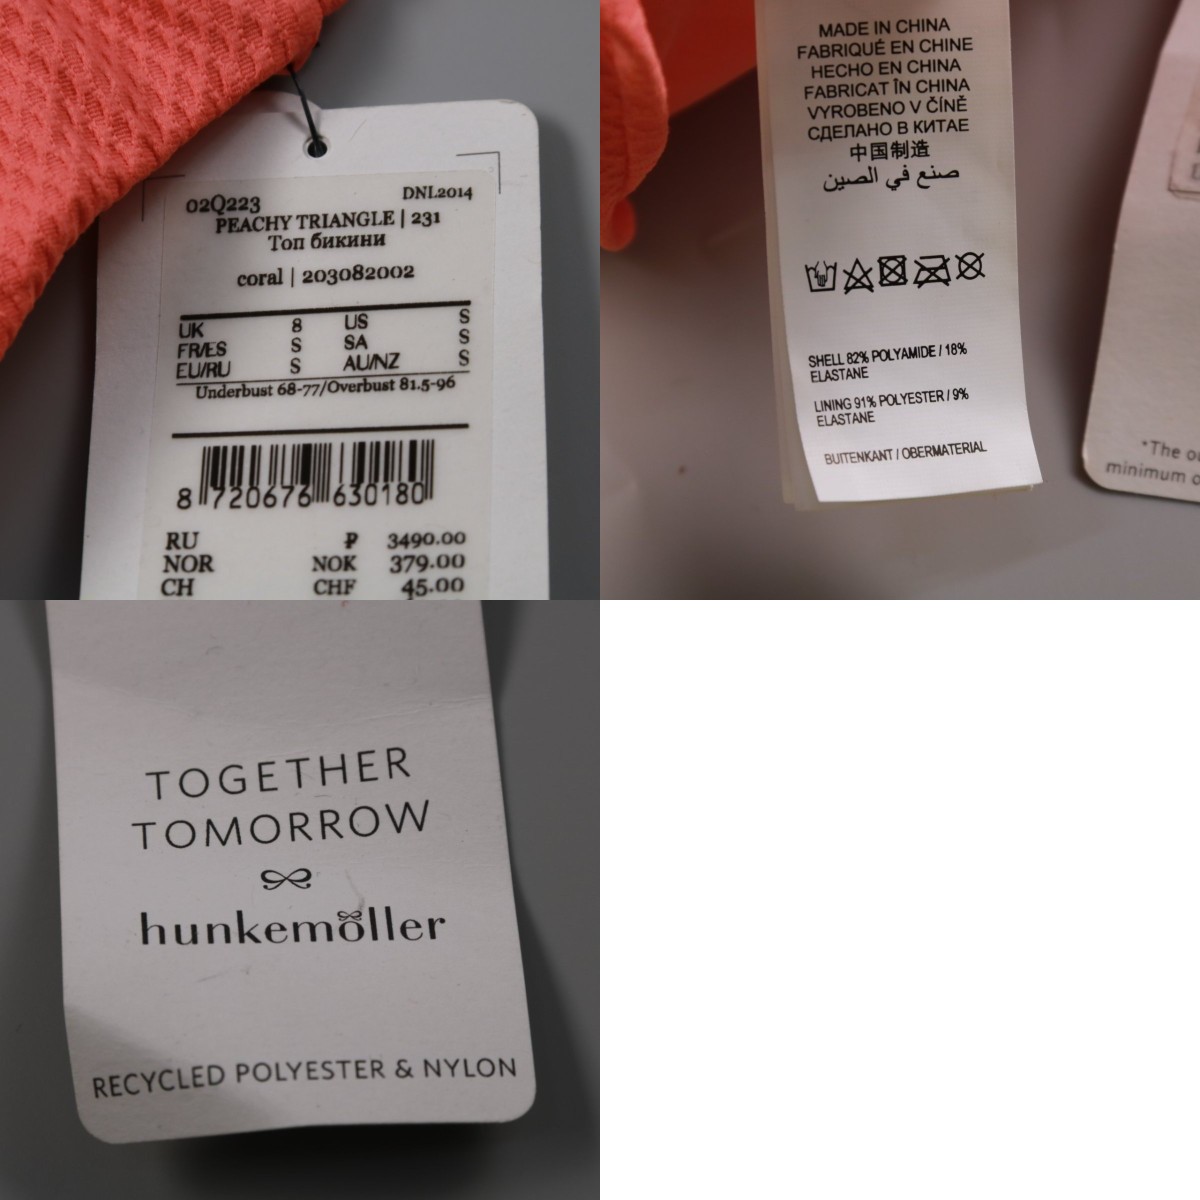 02Q223 DNL2014
PEACHY TRIANGLE | 231
Топ бикини
coral | 203082002
UK 8 US S
FR/ES S SA S
EU/RU S AU/NZ S
Underbust 68-77/Overbust 81.5-96
8 720676 630180
RU ₽ 3490.00
NOR NOK 379.00
CH CHF 45.00
MADE IN CHINA
FABRIQUÉ EN CHINE
HECHO EN CHINA
FABRICAT ÎN CHINA
VYROBENO V ČÍNĚ
СДЕЛАНО В КИТАЕ
中国制造
صنع في الصين
SHELL 82% POLYAMIDE / 18%
ELASTANE
LINING 91% POLYESTER / 9%
ELASTANE
BUITENKANT / OBERMATERIAL
*The
minimum
TOGETHER
TOMORROW
hunkemöller
RECYCLED POLYESTER & NYLON